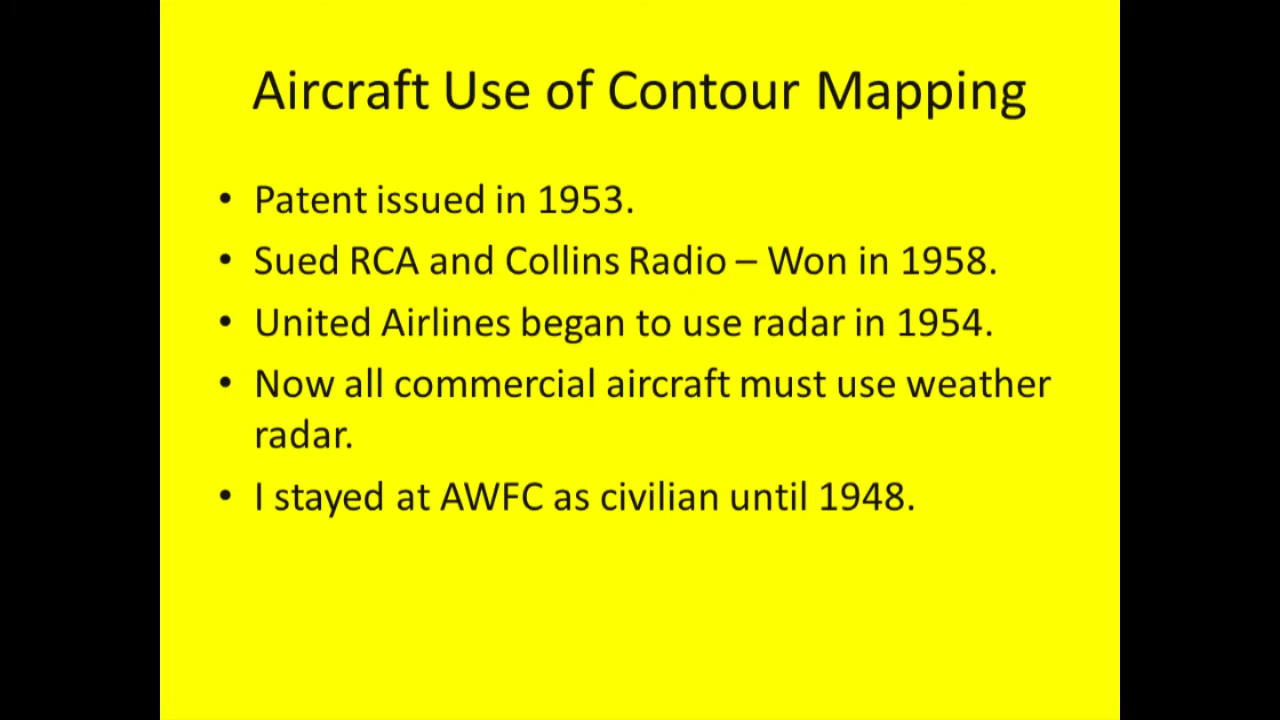 Aircraft Use of Contour Mapping
• Patent issued in 1953.
• Sued RCA and Collins Radio – Won in 1958.
• United Airlines began to use radar in 1954.
• Now all commercial aircraft must use weather
radar.
• I stayed at AWFC as civilian until 1948.